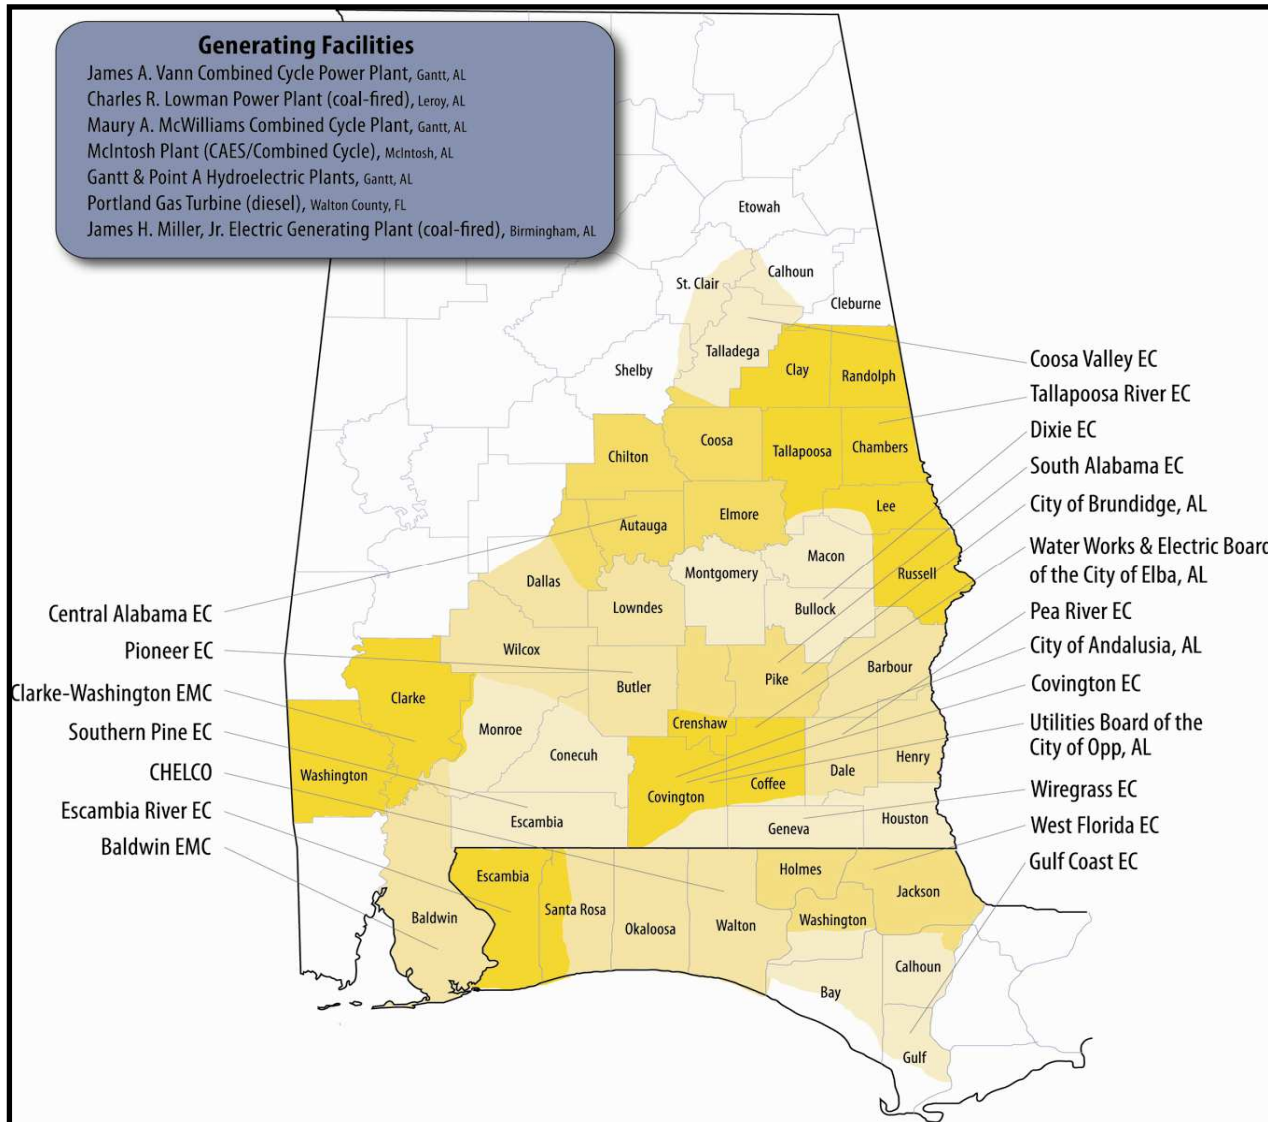 Generating Facilities
James A. Vann Combined Cycle Power Plant, Gantt, AL
Charles R. Lowman Power Plant (coal-fired), Leroy, AL
Maury A. McWilliams Combined Cycle Plant, Gantt, AL
McIntosh Plant (CAES/Combined Cycle), McIntosh, AL
Gantt & Point A Hydroelectric Plants, Gantt, AL
Portland Gas Turbine (diesel), Walton County, FL
James H. Miller, Jr. Electric Generating Plant (coal-fired), Birmingham, AL
Etowah
St. Clair
Calhoun
Cleburne
Talladega
Shelby
Clay
Randolph
Coosa
Tallapoosa
Chambers
Chilton
Lee
Elmore
Autauga
Macon
Montgomery
Russell
Dallas
Lowndes
Bullock
Wilcox
Barbour
Pike
Butler
Clarke
Crenshaw
Monroe
Conecuh
Washington
Covington
Coffee
Dale
Henry
Escambia
Geneva
Houston
Escambia
Santa Rosa
Okaloosa
Walton
Holmes
Jackson
Washington
Baldwin
Calhoun
Bay
Gulf
Central Alabama EC
Pioneer EC
Clarke-Washington EMC
Southern Pine EC
CHELCO
Escambia River EC
Baldwin EMC
Coosa Valley EC
Tallapoosa River EC
Dixie EC
South Alabama EC
City of Brundidge, AL
Water Works & Electric Board
of the City of Elba, AL
Pea River EC
City of Andalusia, AL
Covington EC
Utilities Board of the
City of Opp, AL
Wiregrass EC
West Florida EC
Gulf Coast EC